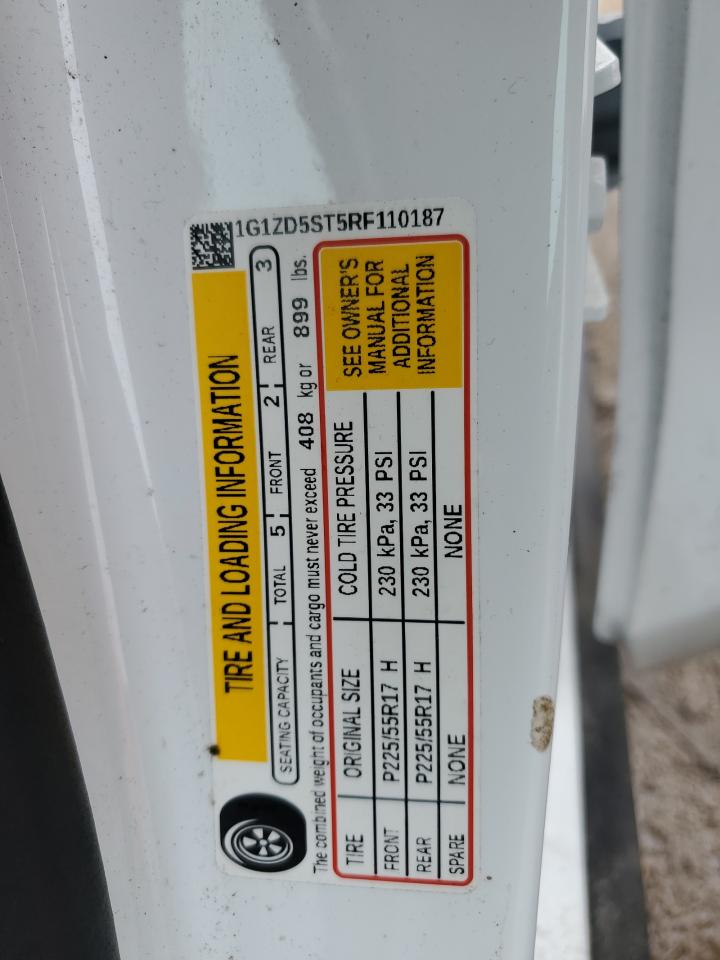 1G1ZD5ST5RF110187
TIRE AND LOADING INFORMATION
SEATING CAPACITY TOTAL 5 FRONT 2 REAR 3
The combined weight of occupants and cargo must never exceed 408 kg or 899 lbs.
TIRE ORIGINAL SIZE COLD TIRE PRESSURE
FRONT P225/55R17 H 230 kPa, 33 PSI
REAR P225/55R17 H 230 kPa, 33 PSI
SPARE NONE NONE
SEE OWNER'S
MANUAL FOR
ADDITIONAL
INFORMATION